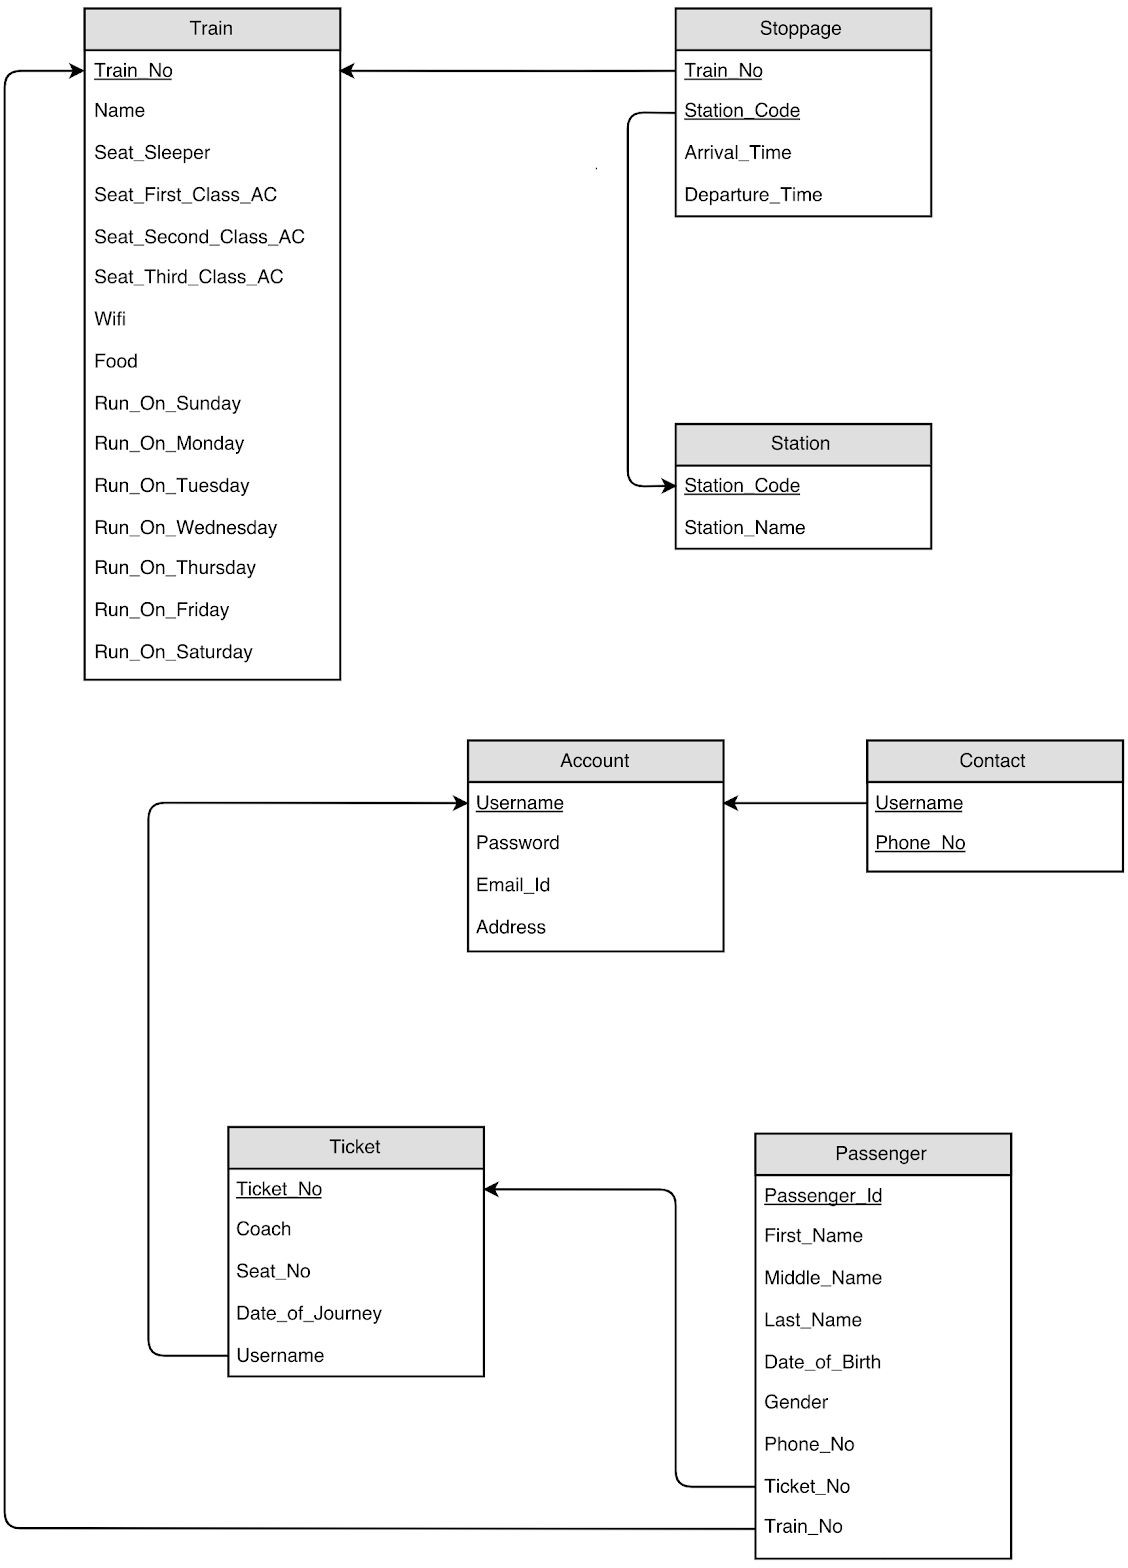 Train
Train_No
Name
Seat_Sleeper
Seat_First_Class_AC
Seat_Second_Class_AC
Seat_Third_Class_AC
Wifi
Food
Run_On_Sunday
Run_On_Monday
Run_On_Tuesday
Run_On_Wednesday
Run_On_Thursday
Run_On_Friday
Run_On_Saturday
Stoppage
Train_No
Station_Code
Arrival_Time
Departure_Time
Station
Station_Code
Station_Name
Account
Username
Password
Email_Id
Address
Contact
Username
Phone_No
Ticket
Ticket_No
Coach
Seat_No
Date_of_Journey
Username
Passenger
Passenger_Id
First_Name
Middle_Name
Last_Name
Date_of_Birth
Gender
Phone_No
Ticket_No
Train_No